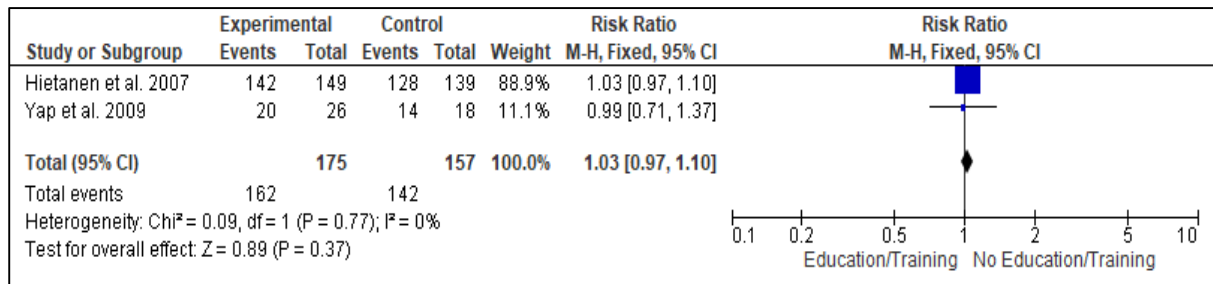 Experimental Control Risk Ratio Risk Ratio
Study or Subgroup Events Total Events Total Weight M-H, Fixed, 95% CI M-H, Fixed, 95% CI
Hietanen et al. 2007 142 149 128 139 88.9% 1.03 [0.97, 1.10]
Yap et al. 2009 20 26 14 18 11.1% 0.99 [0.71, 1.37]
Total (95% CI) 175 157 100.0% 1.03 [0.97, 1.10]
Total events 162 142
Heterogeneity: Chi² = 0.09, df = 1 (P = 0.77); I² = 0%
Test for overall effect: Z = 0.89 (P = 0.37)
0.1 0.2 0.5 1 2 5 10
Education/Training No Education/Training